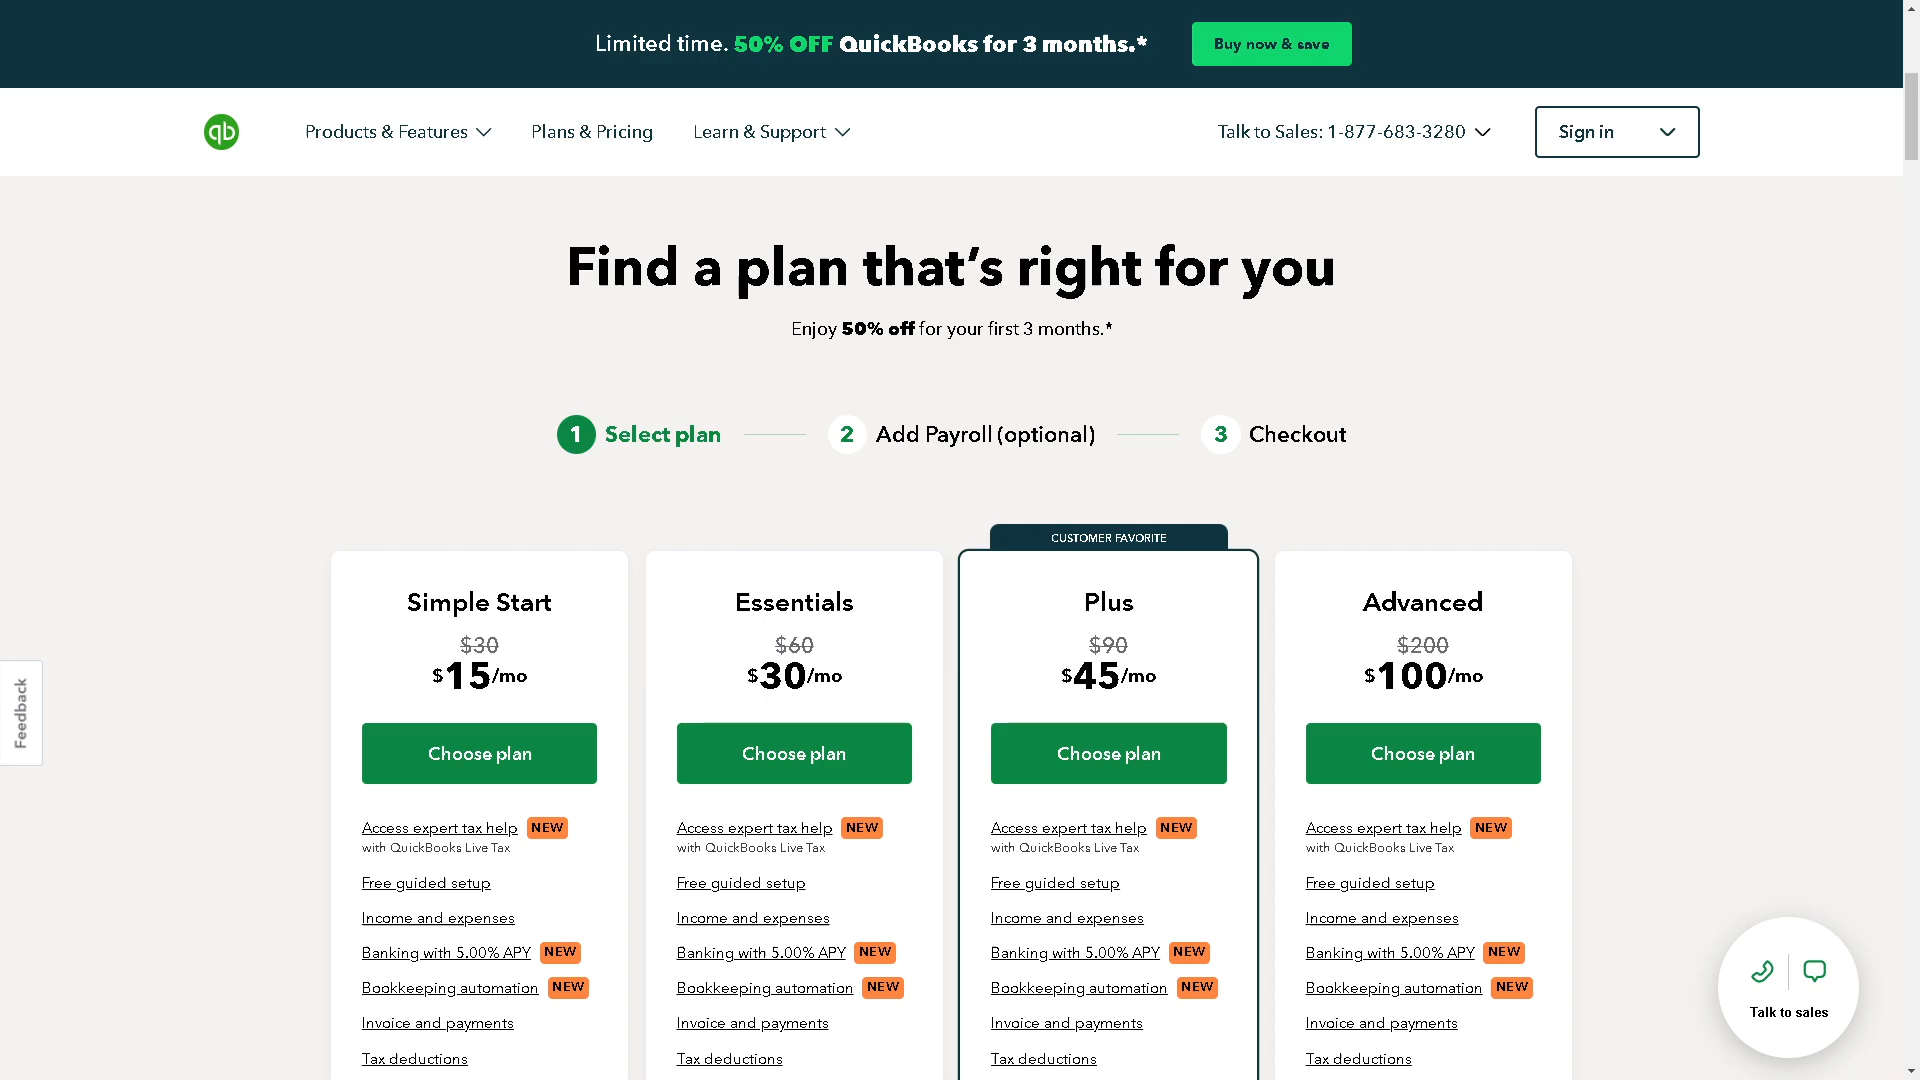 Limited time. 50% OFF QuickBooks for 3 months.*
Buy now & save
qb
Products & Features
Plans & Pricing
Learn & Support
Talk to Sales: 1-877-683-3280
Sign in
Find a plan that's right for you
Enjoy 50% off for your first 3 months.*
1 Select plan
2 Add Payroll (optional)
3 Checkout
Simple Start
$30
$15/mo
Choose plan
Access expert tax help NEW
with QuickBooks Live Tax
Free guided setup
Income and expenses
Banking with 5.00% APY NEW
Bookkeeping automation NEW
Invoice and payments
Tax deductions
Essentials
$60
$30/mo
Choose plan
Access expert tax help NEW
with QuickBooks Live Tax
Free guided setup
Income and expenses
Banking with 5.00% APY NEW
Bookkeeping automation NEW
Invoice and payments
Tax deductions
CUSTOMER FAVORITE
Plus
$90
$45/mo
Choose plan
Access expert tax help NEW
with QuickBooks Live Tax
Free guided setup
Income and expenses
Banking with 5.00% APY NEW
Bookkeeping automation NEW
Invoice and payments
Tax deductions
Advanced
$200
$100/mo
Choose plan
Access expert tax help NEW
with QuickBooks Live Tax
Free guided setup
Income and expenses
Banking with 5.00% APY NEW
Bookkeeping automation NEW
Invoice and payments
Tax deductions
Feedback
Talk to sales